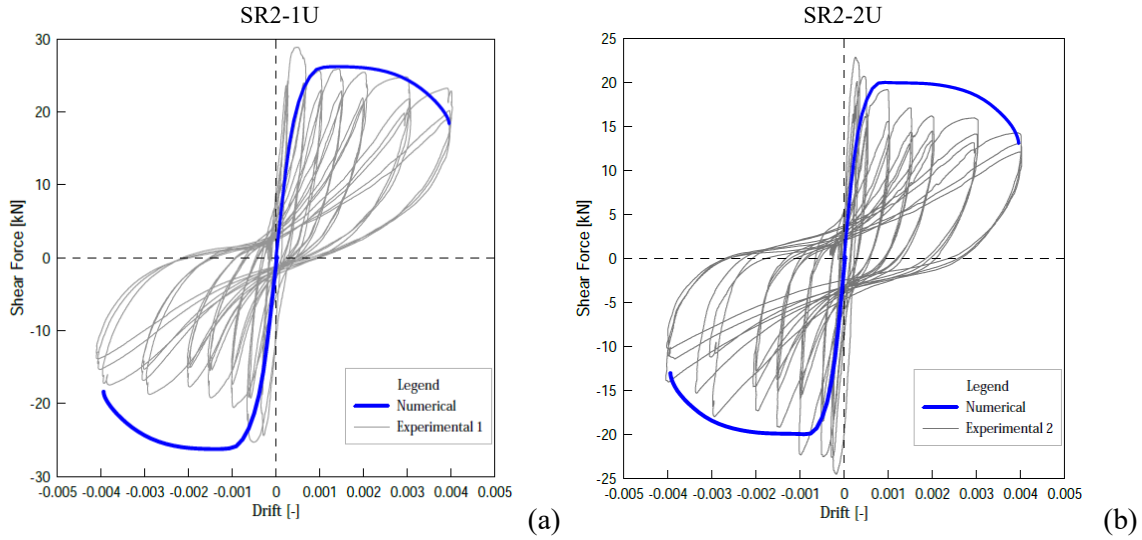 SR2-1U
30
20
10
0
-10
-20
-30
Shear Force [kN]
-0.005 -0.004 -0.003 -0.002 -0.001 0 0.001 0.002 0.003 0.004 0.005
Drift [-]
Legend
Numerical
Experimental 1
(a)
SR2-2U
25
20
15
10
5
0
-5
-10
-15
-20
-25
Shear Force [kN]
-0.005 -0.004 -0.003 -0.002 -0.001 0 0.001 0.002 0.003 0.004 0.005
Drift [-]
Legend
Numerical
Experimental 2
(b)